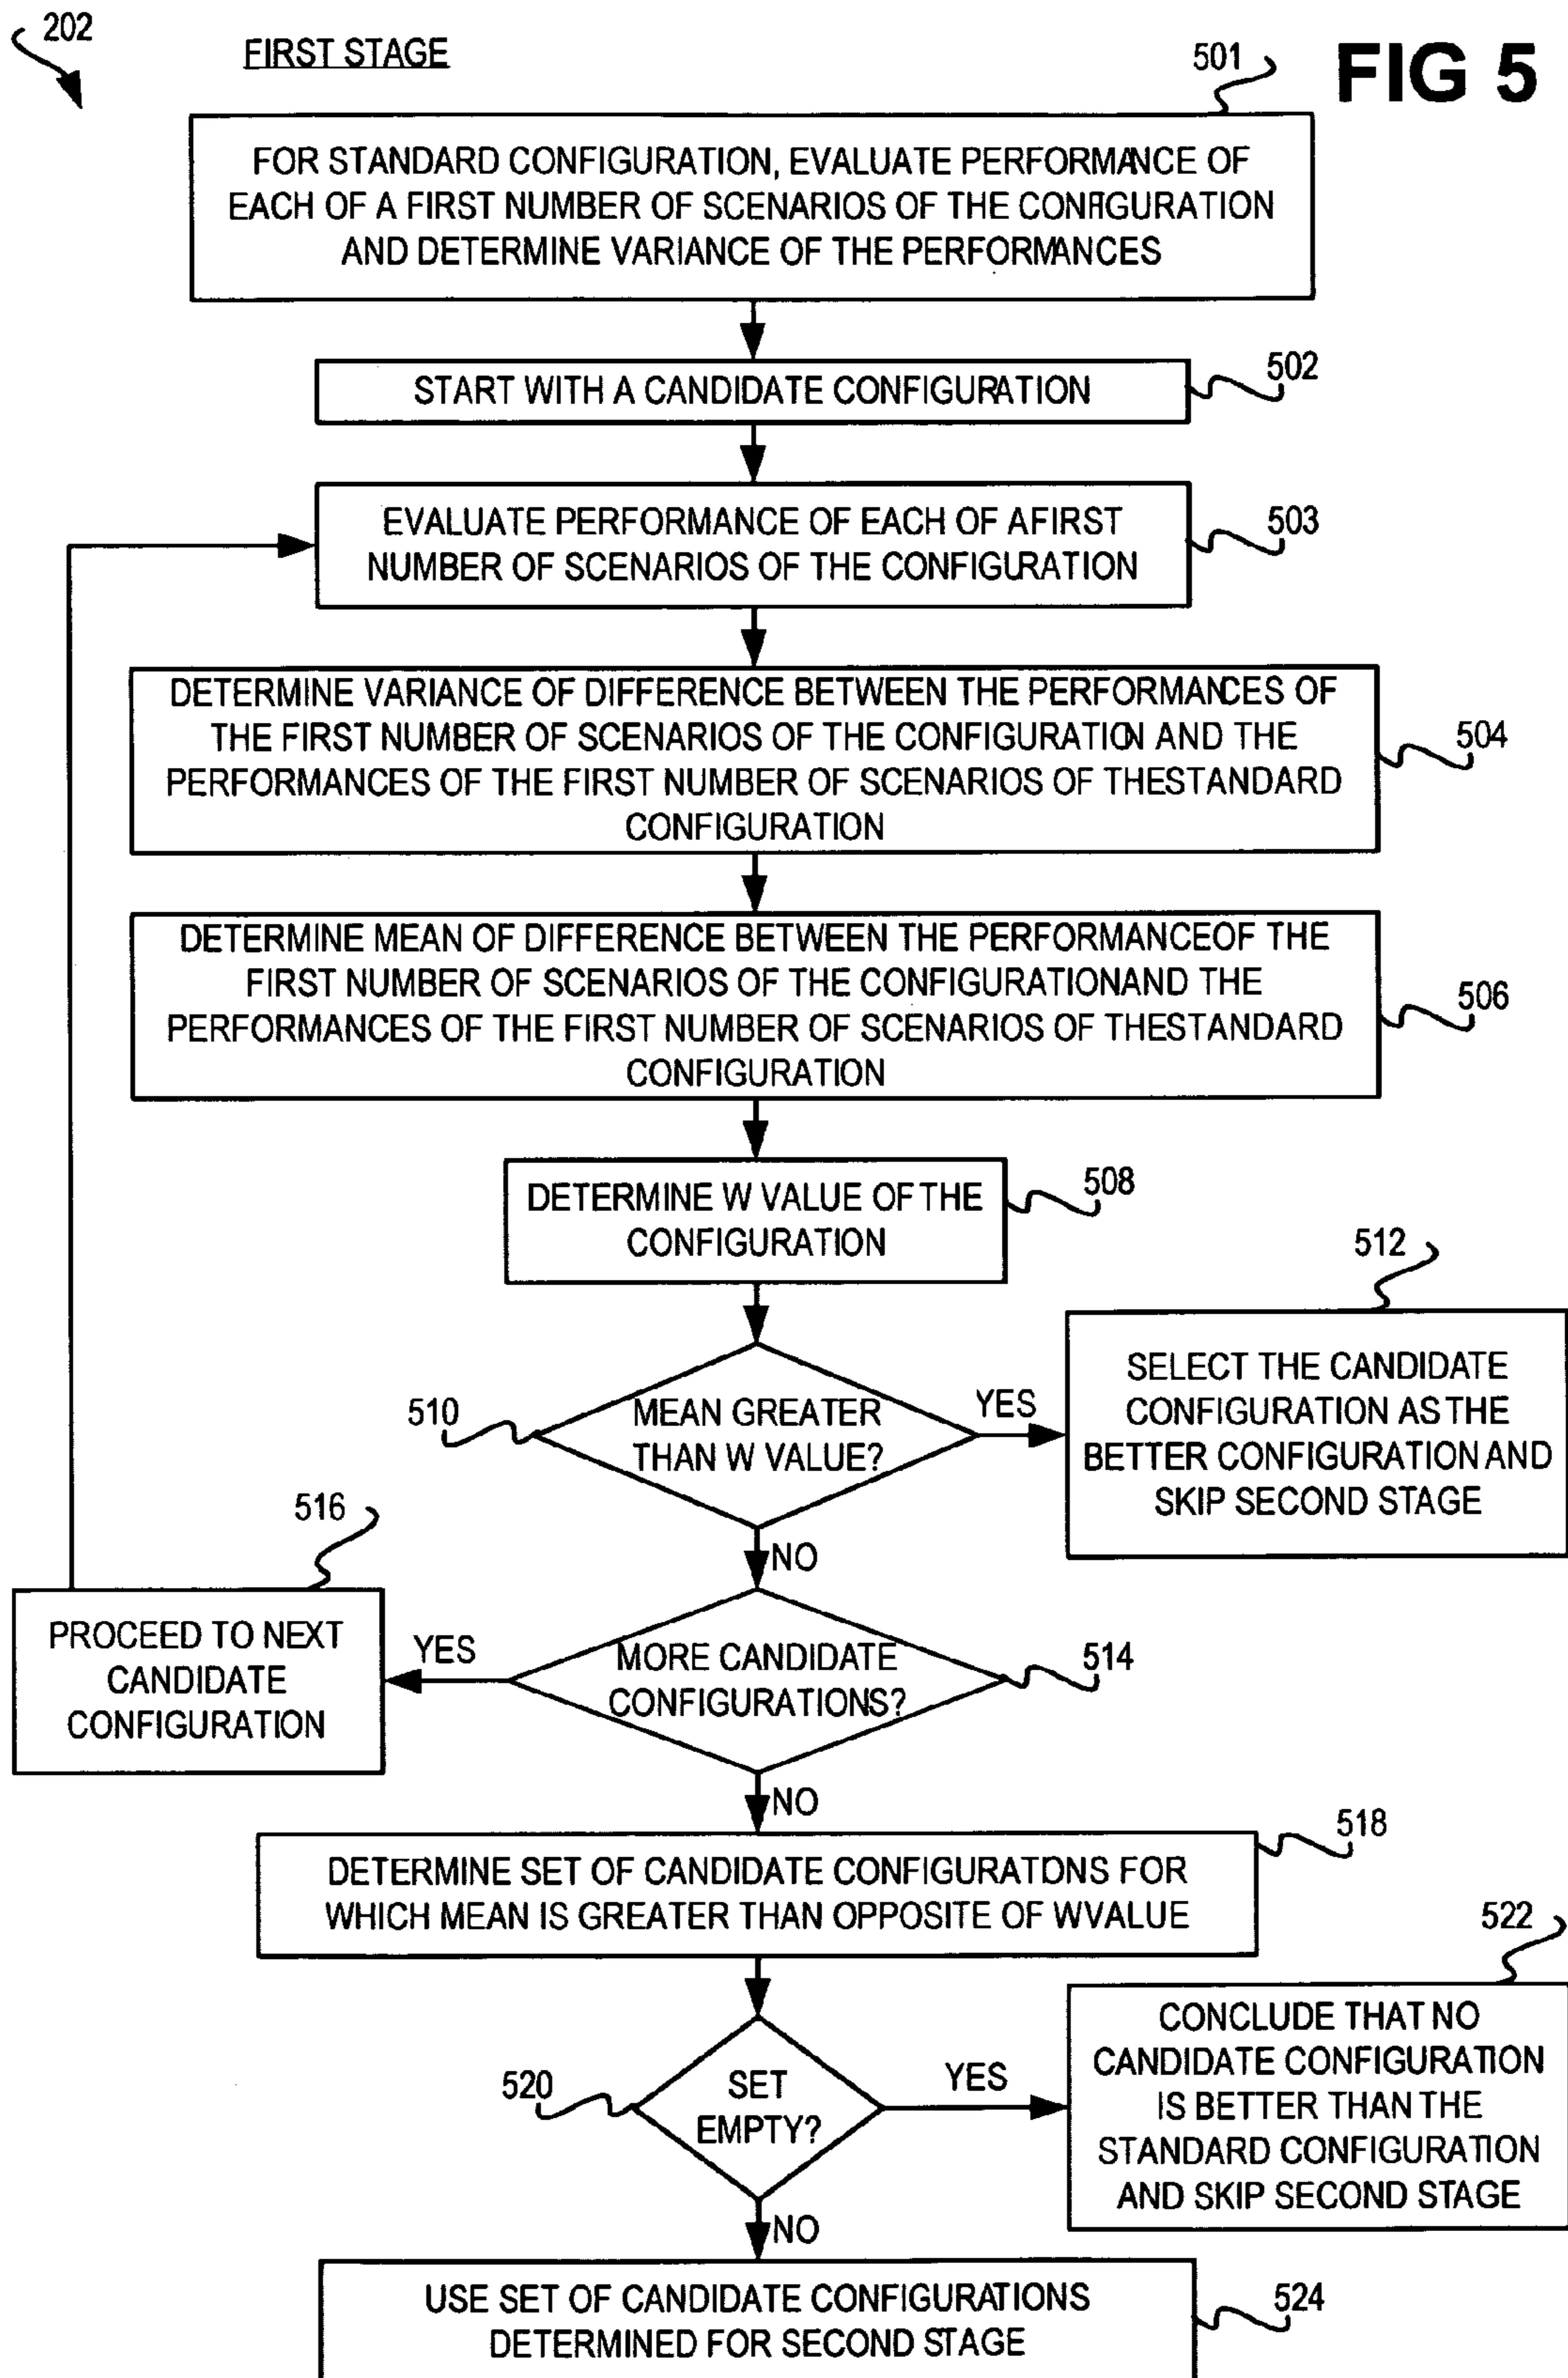 202
FIRST STAGE
501
FIG 5
FOR STANDARD CONFIGURATION, EVALUATE PERFORMANCE OF
EACH OF A FIRST NUMBER OF SCENARIOS OF THE CONFIGURATION
AND DETERMINE VARIANCE OF THE PERFORMANCES
START WITH A CANDIDATE CONFIGURATION
502
EVALUATE PERFORMANCE OF EACH OF AFIRST
NUMBER OF SCENARIOS OF THE CONFIGURATION
503
DETERMINE VARIANCE OF DIFFERENCE BETWEEN THE PERFORMANCES OF
THE FIRST NUMBER OF SCENARIOS OF THE CONFIGURATION AND THE
PERFORMANCES OF THE FIRST NUMBER OF SCENARIOS OF THESTANDARD
CONFIGURATION
504
DETERMINE MEAN OF DIFFERENCE BETWEEN THE PERFORMANCEOF THE
FIRST NUMBER OF SCENARIOS OF THE CONFIGURATIONAND THE
PERFORMANCES OF THE FIRST NUMBER OF SCENARIOS OF THESTANDARD
CONFIGURATION
506
DETERMINE W VALUE OF THE
CONFIGURATION
508
510
MEAN GREATER
THAN W VALUE?
YES
512
SELECT THE CANDIDATE
CONFIGURATION AS THE
BETTER CONFIGURATION AND
SKIP SECOND STAGE
NO
516
PROCEED TO NEXT
CANDIDATE
CONFIGURATION
YES
MORE CANDIDATE
CONFIGURATIONS?
514
NO
518
DETERMINE SET OF CANDIDATE CONFIGURATONS FOR
WHICH MEAN IS GREATER THAN OPPOSITE OF WVALUE
522
520
SET
EMPTY?
YES
CONCLUDE THAT NO
CANDIDATE CONFIGURATION
IS BETTER THAN THE
STANDARD CONFIGURATION
AND SKIP SECOND STAGE
NO
USE SET OF CANDIDATE CONFIGURATIONS
DETERMINED FOR SECOND STAGE
524